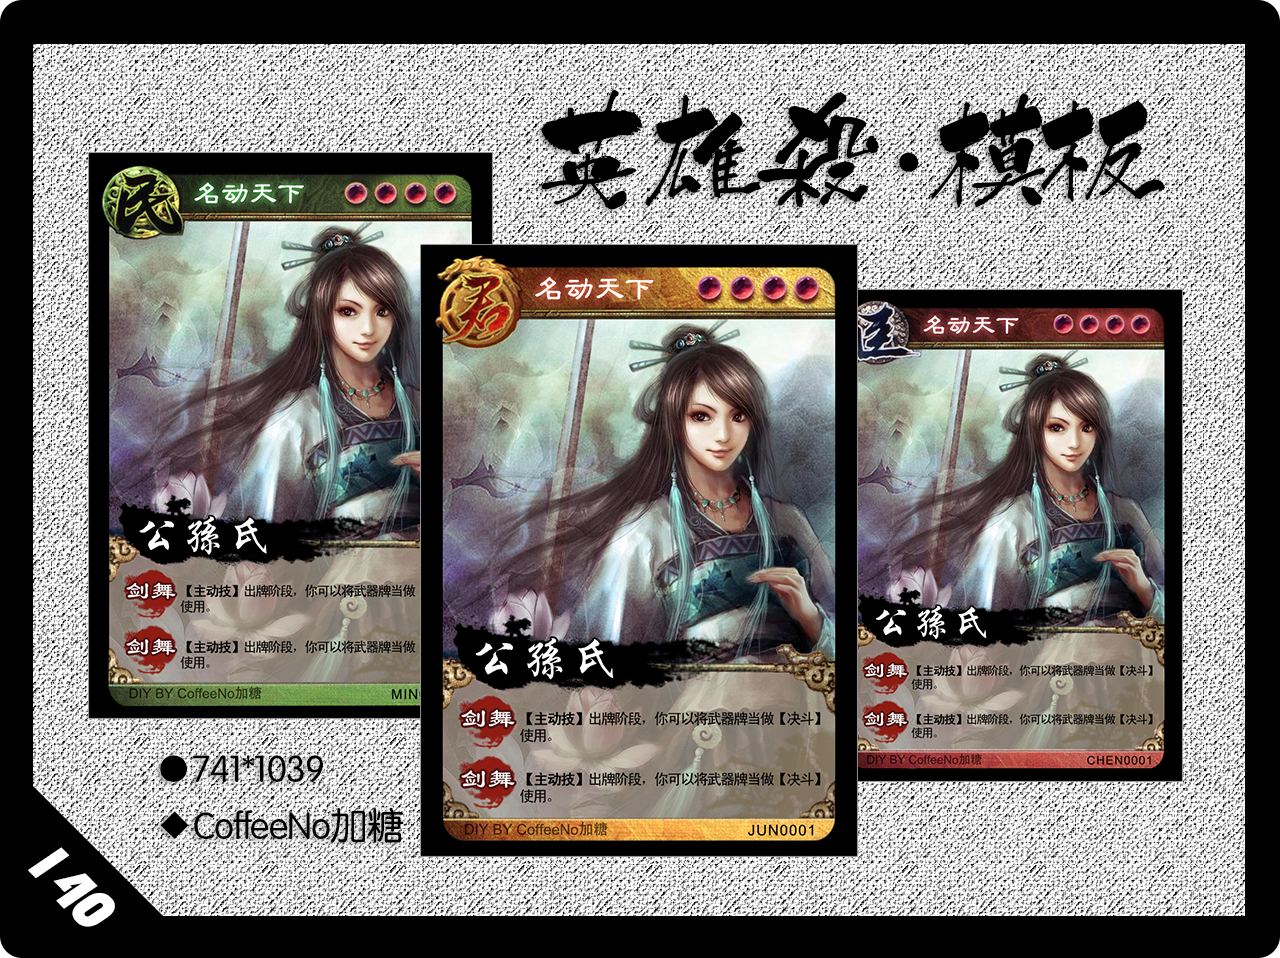 英雄殺·模板
民
名动天下
公孫氏
剑舞
【主动技】出牌阶段，你可以将武器牌当做
使用。
剑舞
【主动技】出牌阶段，你可以将武器牌当做
使用。
DIY BY CoffeeNo加糖
MIN
君
名动天下
公孫氏
剑舞
【主动技】出牌阶段，你可以将武器牌当做【决斗】
使用。
剑舞
【主动技】出牌阶段，你可以将武器牌当做【决斗】
使用。
DIY BY CoffeeNo加糖
JUN0001
名动天下
公孫氏
剑舞
【主动技】出牌阶段，你可以将武器牌当做【决斗】
使用。
剑舞
【主动技】出牌阶段，你可以将武器牌当做【决斗】
使用。
DIY BY CoffeeNo加糖
CHEN0001
●741*1039
◆CoffeeNo加糖
140